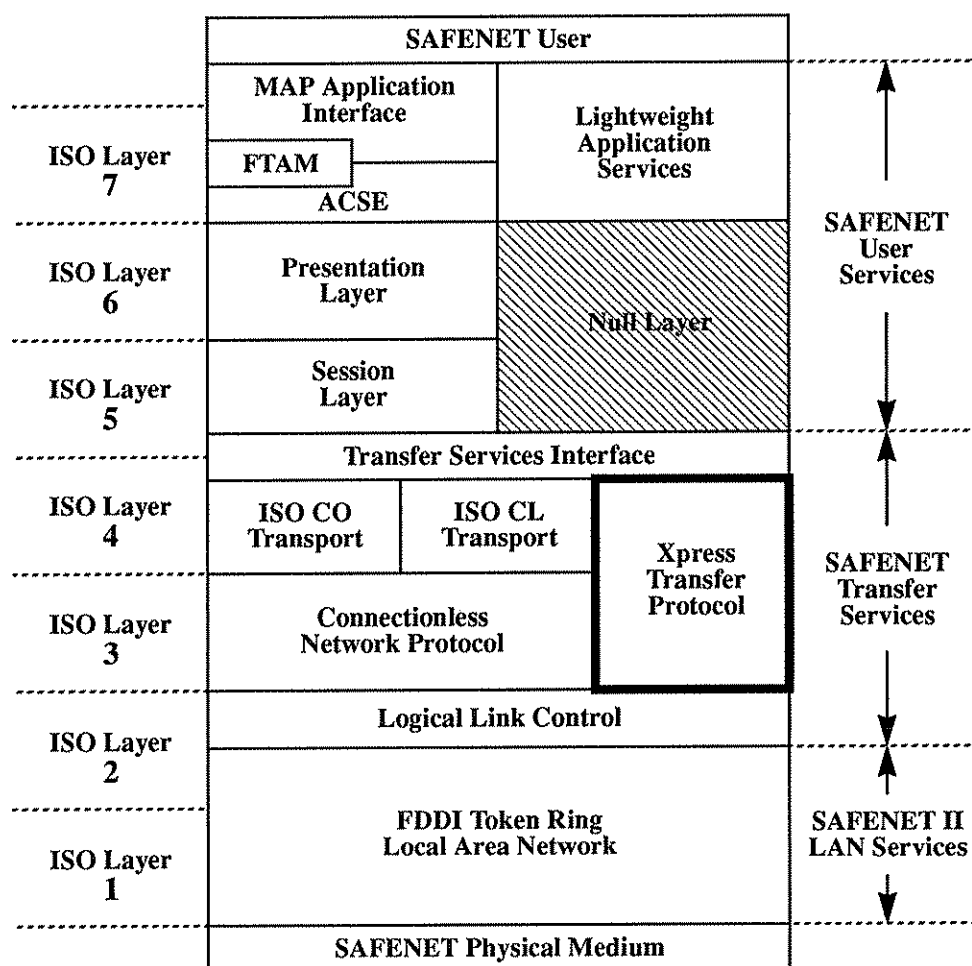 SAFENET User
MAP Application
Interface
FTAM
ACSE
Lightweight
Application
Services
ISO Layer
7
ISO Layer
6
Presentation
Layer
Null Layer
SAFENET
User
Services
ISO Layer
5
Session
Layer
Transfer Services Interface
ISO Layer
4
ISO CO
Transport
ISO CL
Transport
Xpress
Transfer
Protocol
SAFENET
Transfer
Services
ISO Layer
3
Connectionless
Network Protocol
Logical Link Control
ISO Layer
2
FDDI Token Ring
Local Area Network
SAFENET II
LAN Services
ISO Layer
1
SAFENET Physical Medium